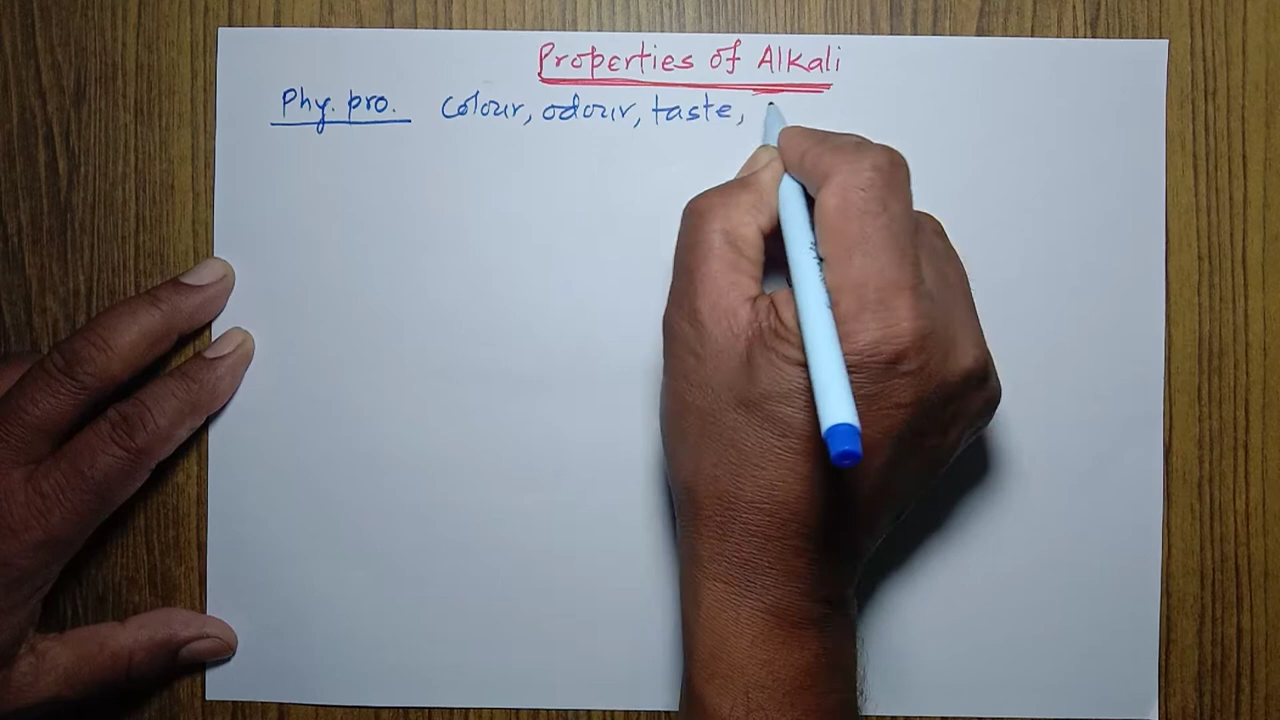 Properties of Alkali
Phy. pro. Colour, odour, taste,